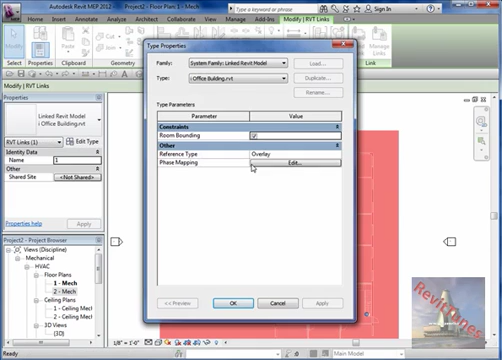 Autodesk Revit MEP 2012 - Project2 - Floor Plan: 1 - Mech
Sign In
Home Architect Annotate Analyze Architect Collaborate View Manage Add-Ins Modify | RVT Links
Modify
Select Properties Clipboard Geometry
Link
Modify | RVT Links
Properties
Linked Revit Model
Office Building.rvt
RVT Links (1) Edit Type
Identity Data
Name 1
Other
Shared Site <Not Shared>
Properties help Apply
Project2 - Project Browser
Views (Discipline)
Mechanical
HVAC
Floor Plans
1 - Mech
2 - Mech
Ceiling Plans
1 - Ceiling Mech
2 - Ceiling Mech
3D Views
Type Properties
Family: System Family: Linked Revit Model Load...
Type: Office Building.rvt Duplicate...
Rename...
Type Parameters
Parameter Value
Constraints
Room Bounding
Other
Reference Type Overlay
Phase Mapping Edit...
<< Preview OK Cancel Apply
Revitlines
1/8" = 1'-0"
Ready
:0